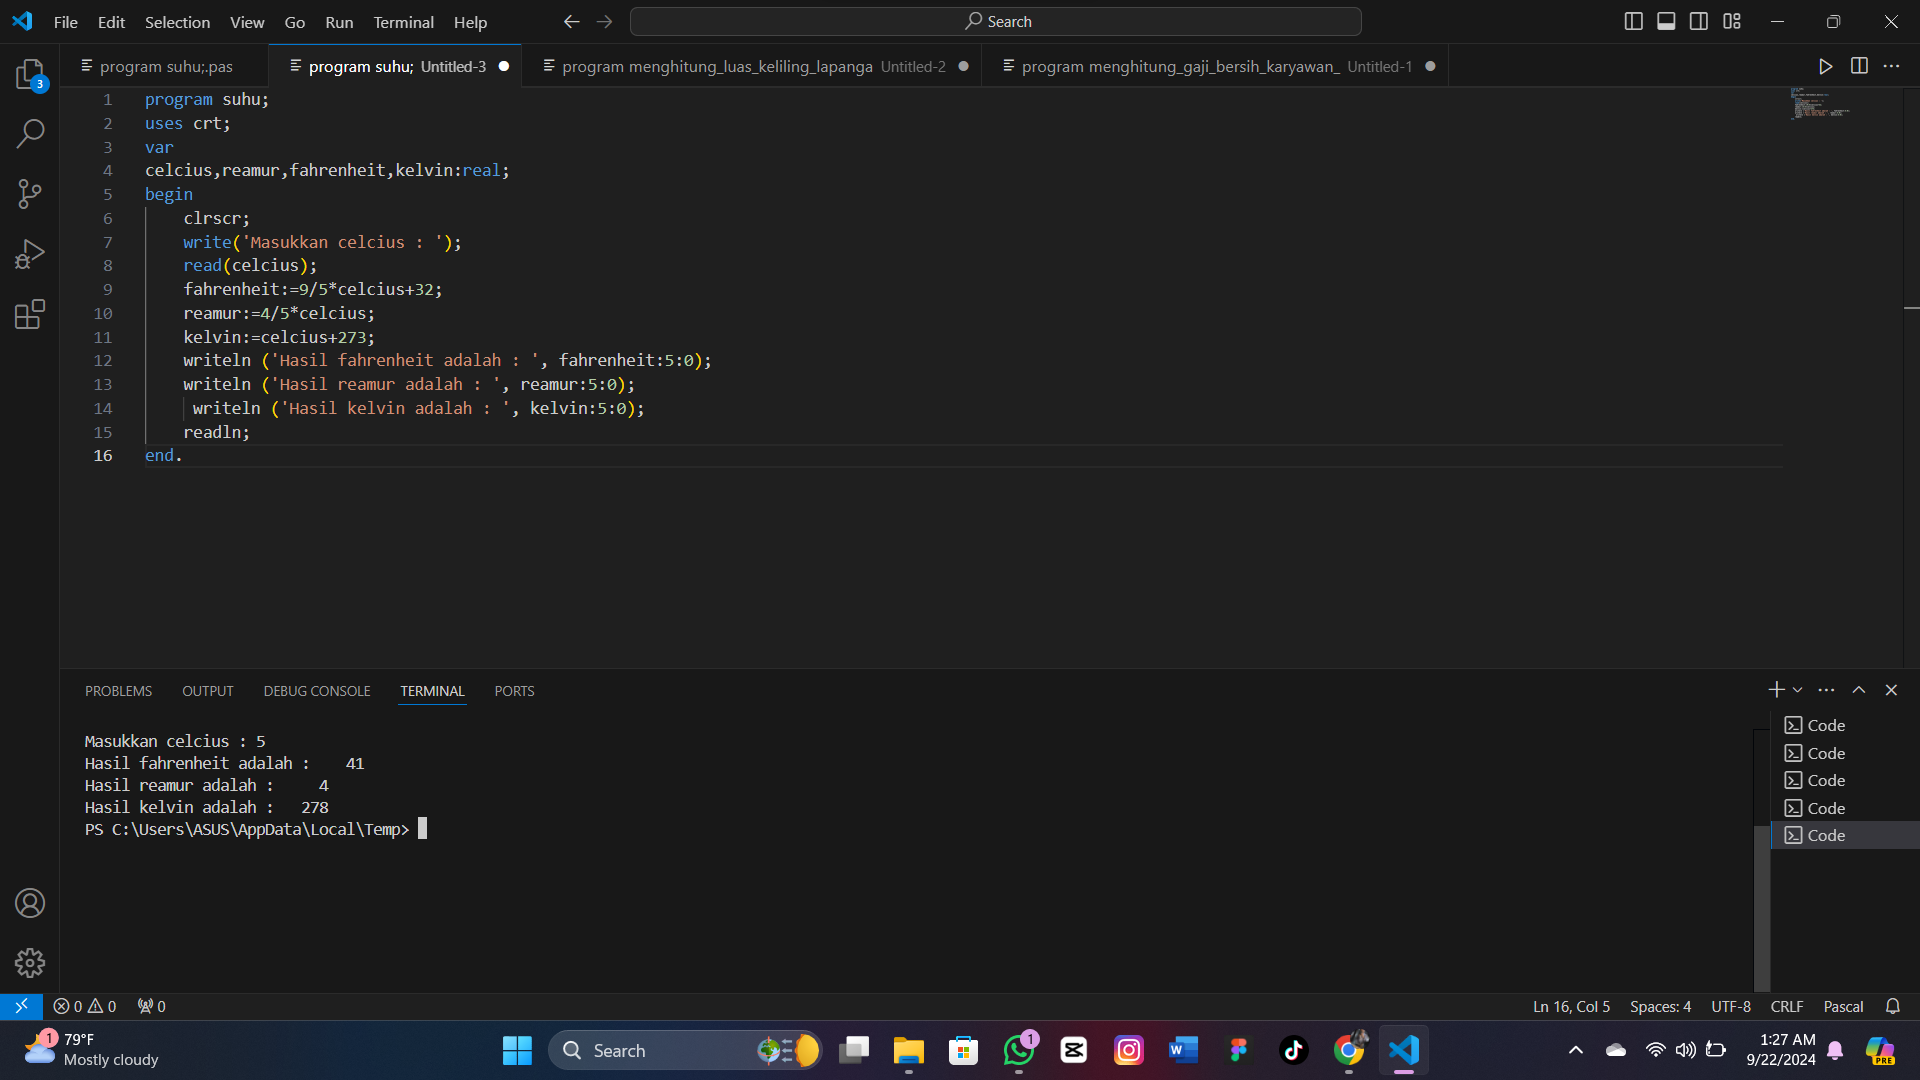 File Edit Selection View Go Run Terminal Help Search
3
program suhu;.pas program suhu; Untitled-3 program menghitung_luas_keliling_lapanga Untitled-2 program menghitung_gaji_bersih_karyawan_ Untitled-1
1 program suhu;
2 uses crt;
3 var
4 celcius,reamur,fahrenheit,kelvin:real;
5 begin
6 clrscr;
7 write('Masukkan celcius : ');
8 read(celcius);
9 fahrenheit:=9/5*celcius+32;
10 reamur:=4/5*celcius;
11 kelvin:=celcius+273;
12 writeln ('Hasil fahrenheit adalah : ', fahrenheit:5:0);
13 writeln ('Hasil reamur adalah : ', reamur:5:0);
14 writeln ('Hasil kelvin adalah : ', kelvin:5:0);
15 readln;
16 end.
PROBLEMS OUTPUT DEBUG CONSOLE TERMINAL PORTS
Masukkan celcius : 5
Hasil fahrenheit adalah :    41
Hasil reamur adalah :     4
Hasil kelvin adalah :   278
PS C:\Users\ASUS\AppData\Local\Temp>
Code
Code
Code
Code
Code
0 0 0 Ln 16, Col 5 Spaces: 4 UTF-8 CRLF Pascal
1 79°F
Mostly cloudy
Search
1
W
1:27 AM
9/22/2024
PRE